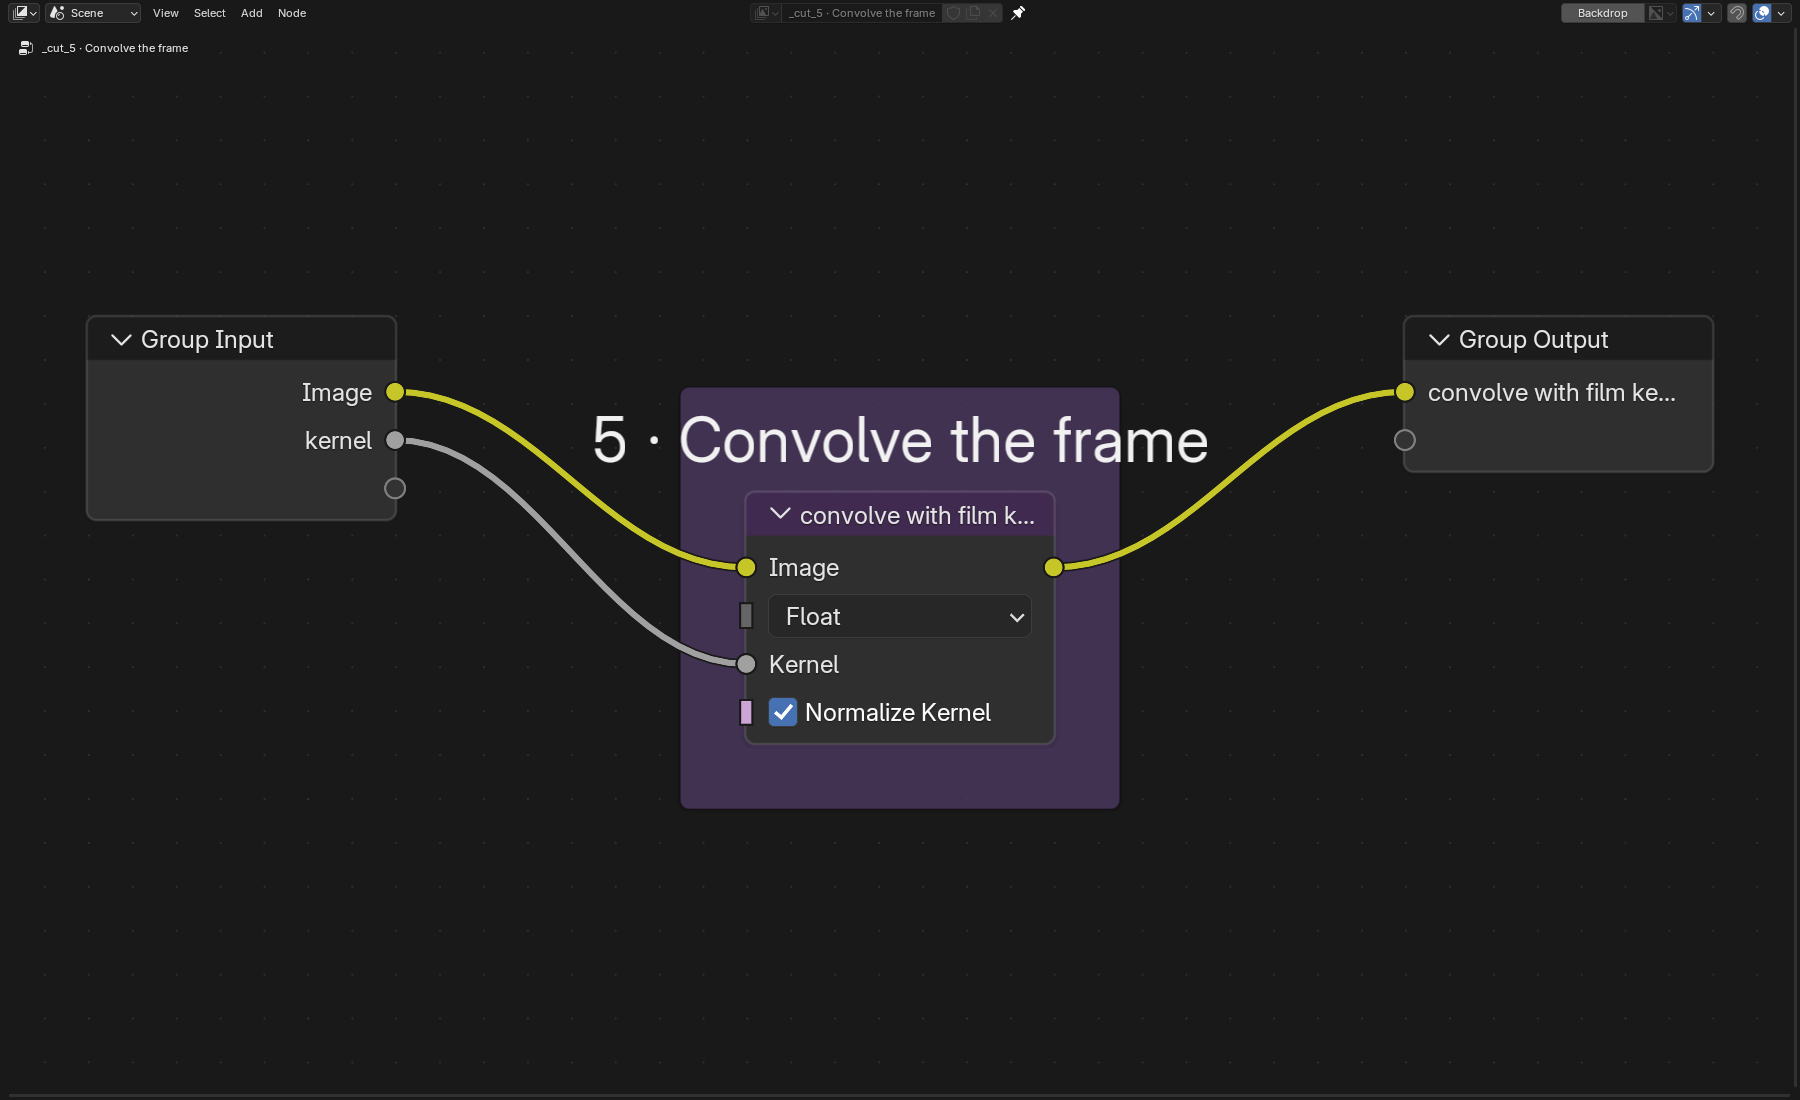 Scene View Select Add Node _cut_5 · Convolve the frame Backdrop
_cut_5 · Convolve the frame
Group Input
Image
kernel
5 · Convolve the frame
convolve with film k...
Image
Float
Kernel
Normalize Kernel
Group Output
convolve with film ke...